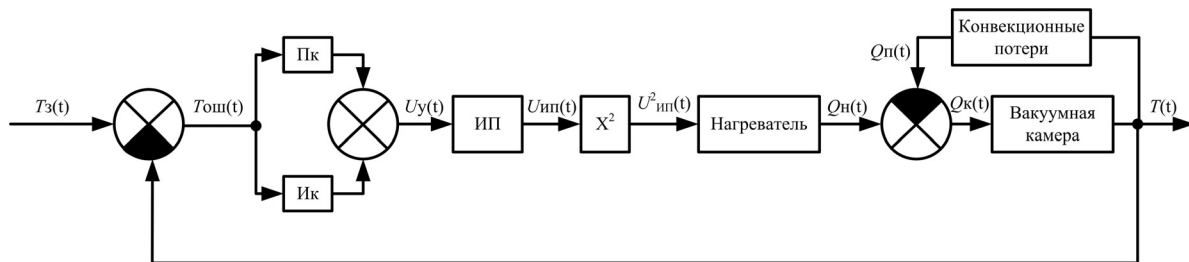 Tз(t)
Tош(t)
Пк
Ик
Uу(t)
ИП
Uип(t)
X²
U²ип(t)
Нагреватель
Qн(t)
Qп(t)
Конвекционные
потери
Qк(t)
Вакуумная
камера
T(t)